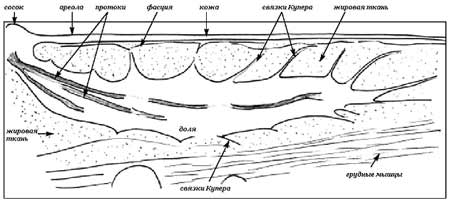 сосок ареола протоки фасция кожа связки Купера жировая ткань
жировая
ткань
доля
связки Купера
грудные мышцы